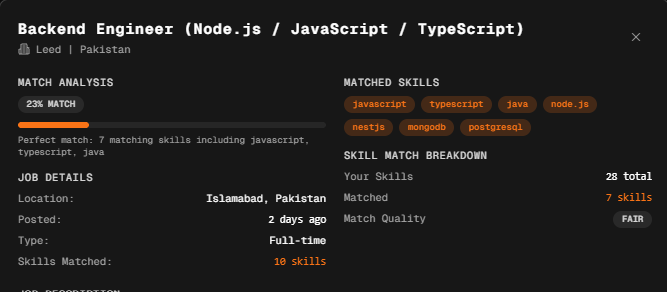 Backend Engineer (Node.js / JavaScript / TypeScript)
Leed | Pakistan
MATCH ANALYSIS
23% MATCH
Perfect match: 7 matching skills including javascript,
typescript, java
JOB DETAILS
Location: Islamabad, Pakistan
Posted: 2 days ago
Type: Full-time
Skills Matched: 10 skills
MATCHED SKILLS
javascript typescript java node.js
nestjs mongodb postgresql
SKILL MATCH BREAKDOWN
Your Skills 28 total
Matched 7 skills
Match Quality FAIR
JOB DESCRIPTION